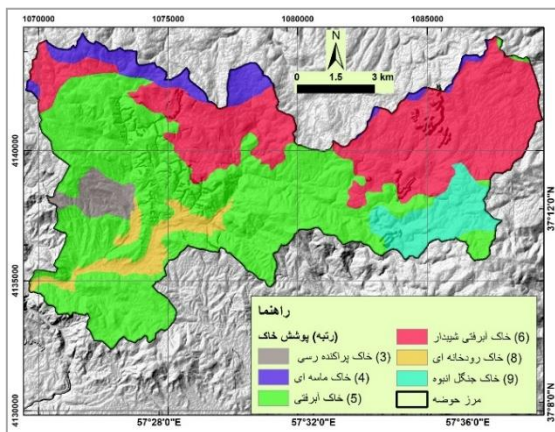 1070000 1075000 1080000 1085000
N
0 1.5 3 km
4140000
4135000
4130000
37°12'0"N
37°8'0"N
راهنما
(رتبه) پوشش خاک
(3) خاک پراکنده رسی
(4) خاک ماسه ای
(5) خاک آبرفتی
(6) خاک آبرفتی شیبدار
(8) خاک رودخانه ای
(9) خاک جنگل انبوه
مرز حوضه
57°28'0"E 57°32'0"E 57°36'0"E